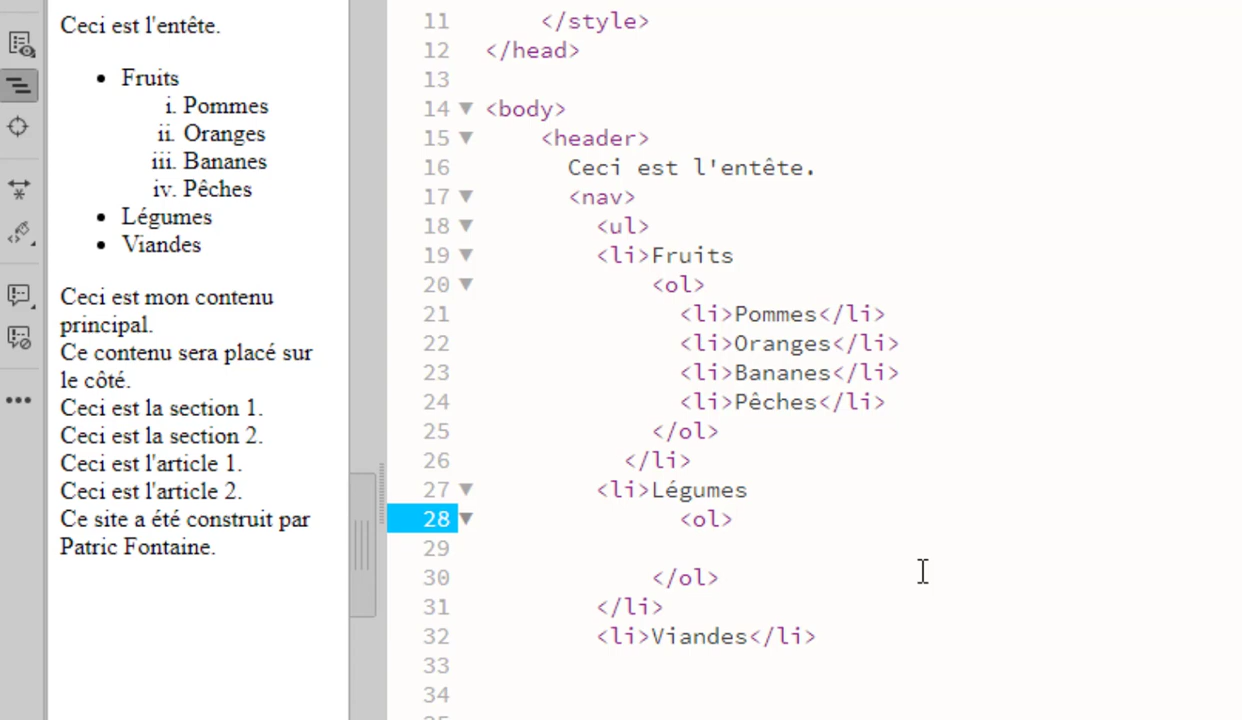 Ceci est l'entête.
• Fruits
i. Pommes
ii. Oranges
iii. Bananes
iv. Pêches
• Légumes
• Viandes
Ceci est mon contenu
principal.
Ce contenu sera placé sur
le côté.
Ceci est la section 1.
Ceci est la section 2.
Ceci est l'article 1.
Ceci est l'article 2.
Ce site a été construit par
Patric Fontaine.
11 </style>
12 </head>
13
14 <body>
15 <header>
16 Ceci est l'entête.
17 <nav>
18 <ul>
19 <li>Fruits
20 <ol>
21 <li>Pommes</li>
22 <li>Oranges</li>
23 <li>Bananes</li>
24 <li>Pêches</li>
25 </ol>
26 </li>
27 <li>Légumes
28 <ol>
29
30 </ol>
31 </li>
32 <li>Viandes</li>
33
34